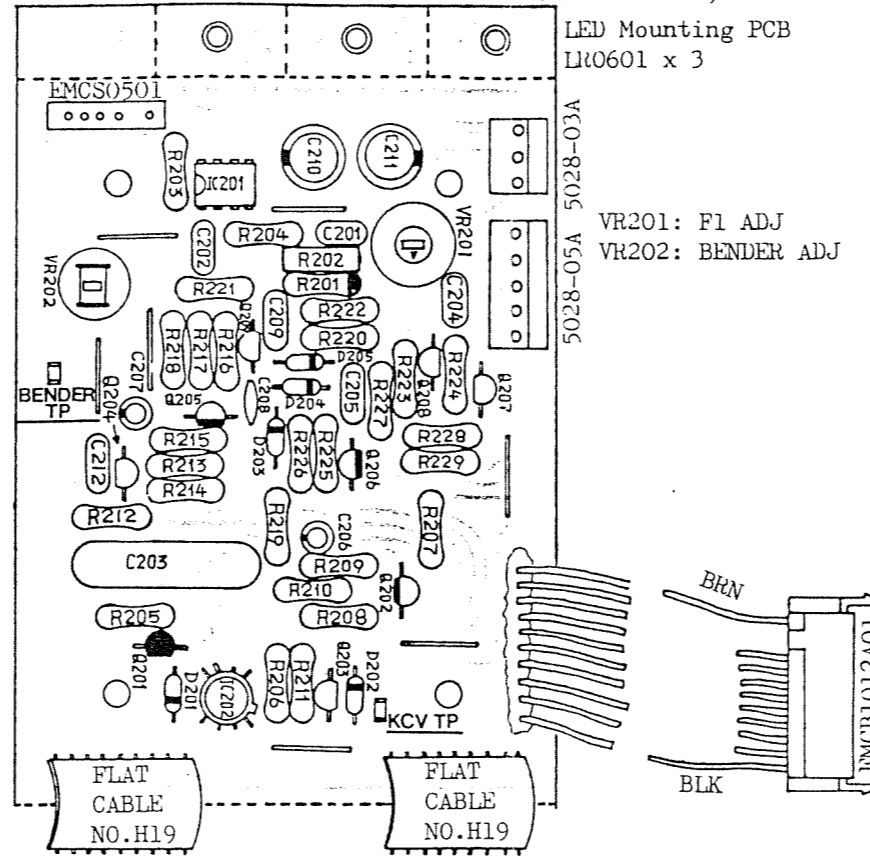 LED Mounting PCB
LR0601 x 3
EMCS0501
5028-03A
R203
IC201
C210
C211
VR201
VR201: F1 ADJ
VR202: BENDER ADJ
5028-05A
C202
R204
C201
R202
R201
VR202
R221
C209
R222
R220
C204
R218
R217
R216
D205
D204
C205
R227
R223
Q208
R224
Q207
BENDER
TP
C207
Q204
Q205
C208
D203
R215
R213
R214
C212
R226
R225
Q206
R228
R229
R212
R219
C206
R207
C203
R209
R210
R208
Q202
BRN
R205
Q201
D201
IC202
R206
R211
Q203
D202
KCV TP
BLK
FLAT
CABLE
NO.H19
FLAT
CABLE
NO.H19